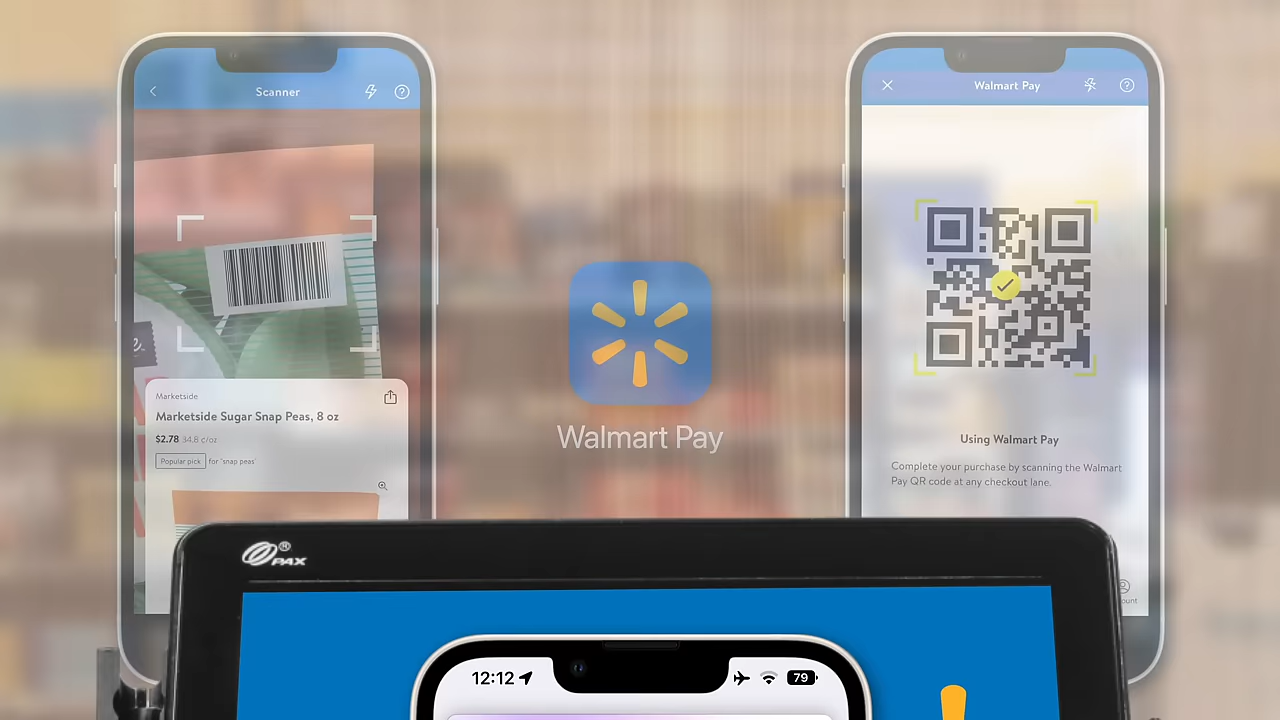 Scanner
Marketside
Marketside Sugar Snap Peas, 8 oz
$2.78 34.8 ¢/oz
Popular pick for "snap peas"
Walmart Pay
Walmart Pay
Using Walmart Pay
Complete your purchase by scanning the Walmart
Pay QR code at any checkout lane.
ount
PAX
12:12
79